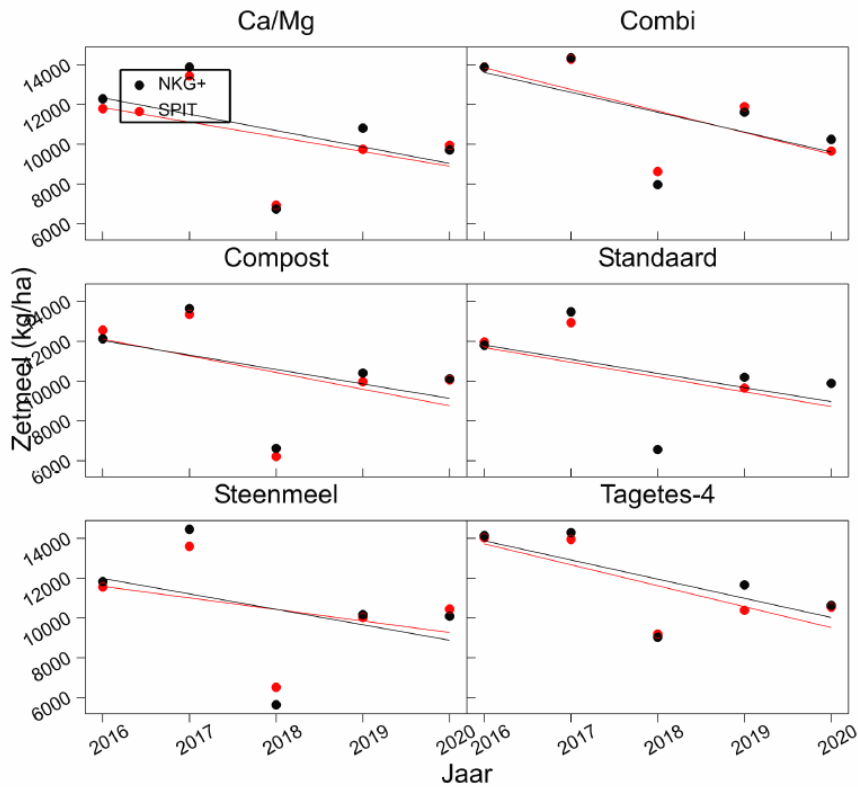 Ca/Mg
Combi
14000
12000
10000
8000
6000
NKG+
SPIT
Compost
Standaard
Zetmeel (kg/ha)
14000
12000
10000
8000
6000
Steenmeel
Tagetes-4
14000
12000
10000
8000
6000
2016 2017 2018 2019 2020 2016 2017 2018 2019 2020
Jaar